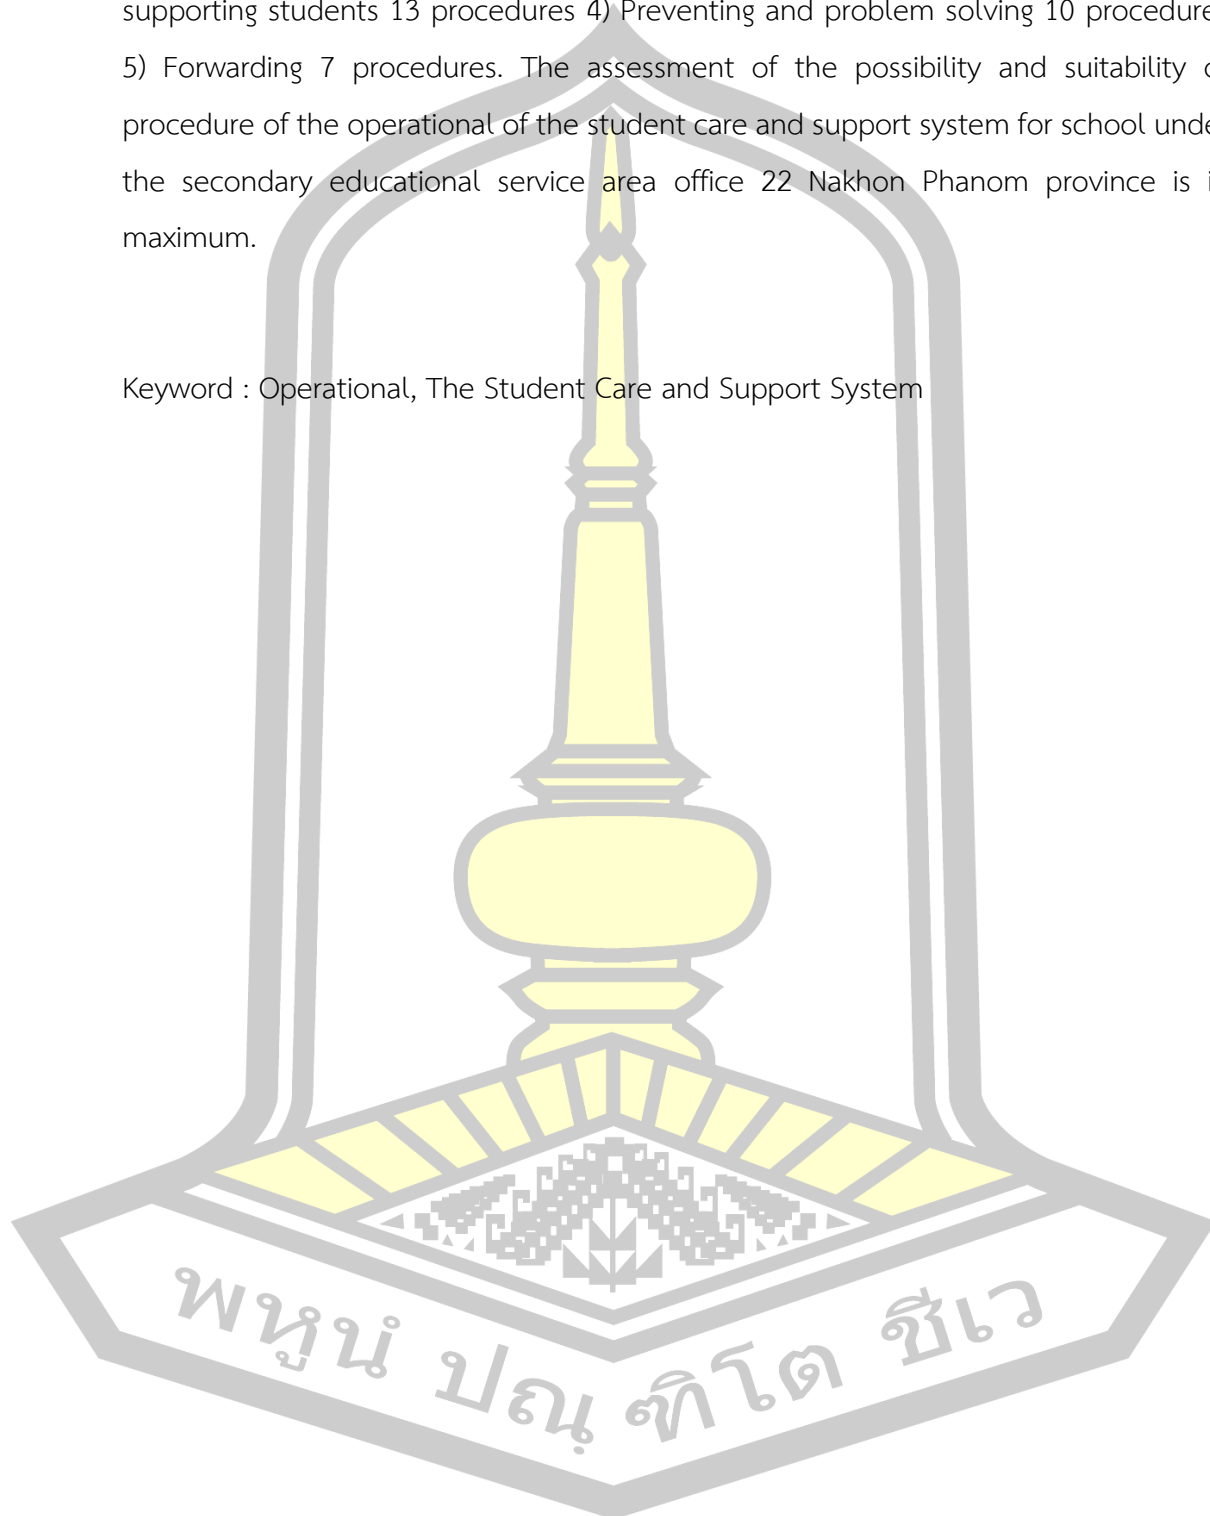 supporting students 13 procedures 4) Preventing and problem solving 10 procedure
5) Forwarding 7 procedures. The assessment of the possibility and suitability
procedure of the operational of the student care and support system for school unde
the secondary educational service area office 22 Nakhon Phanom province is
maximum.
Keyword : Operational, The Student Care and Support System
พหูนํ ปณฺฑิโต ชีเว